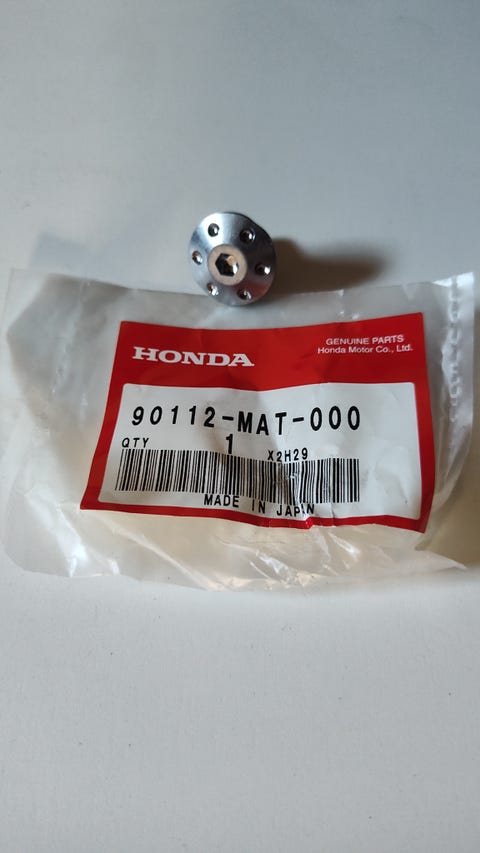 HONDA
GENUINE PARTS
Honda Motor Co., Ltd.
90112-MAT-000
QTY 1 X2H29
MADE IN JAPAN